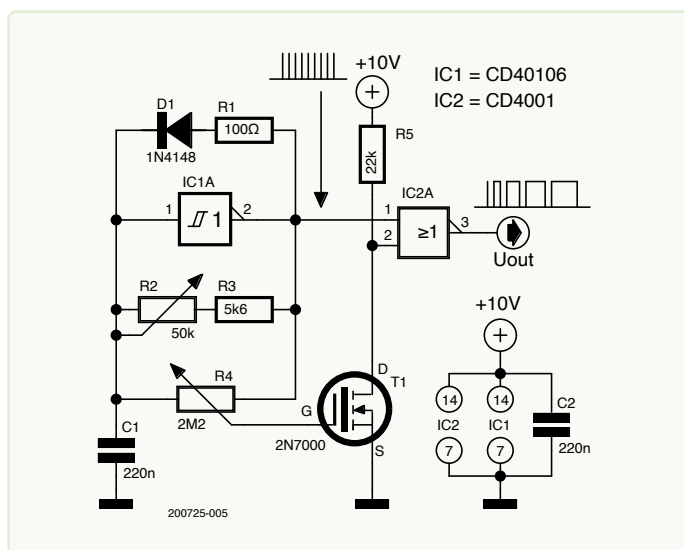 +10V
IC1 = CD40106
IC2 = CD4001
D1
R1
100Ω
1N4148
R5
22k
IC1A
1
2
1
IC2A
1
2
≥1
3
Uout
R2
R3
5k6
50k
+10V
R4
2M2
D
T1
G
2N7000
S
C1
220n
14
14
IC2
IC1
7
7
C2
220n
200725-005